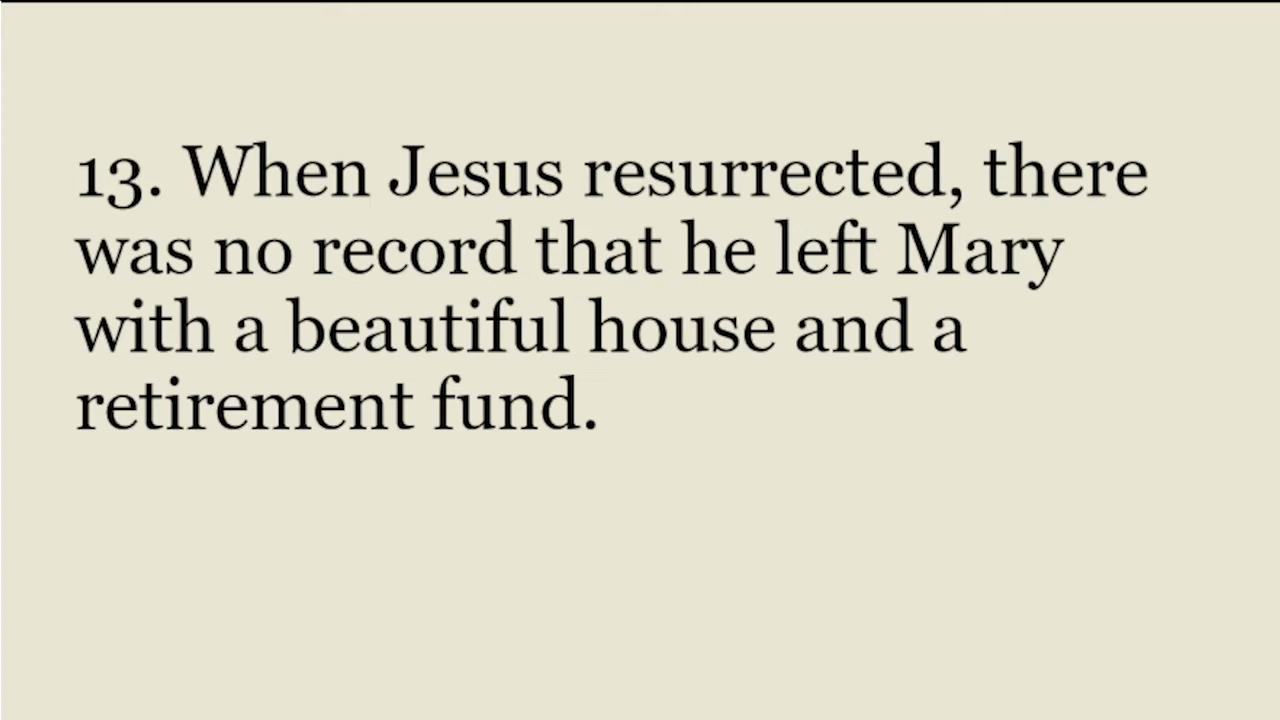 13. When Jesus resurrected, there
was no record that he left Mary
with a beautiful house and a
retirement fund.